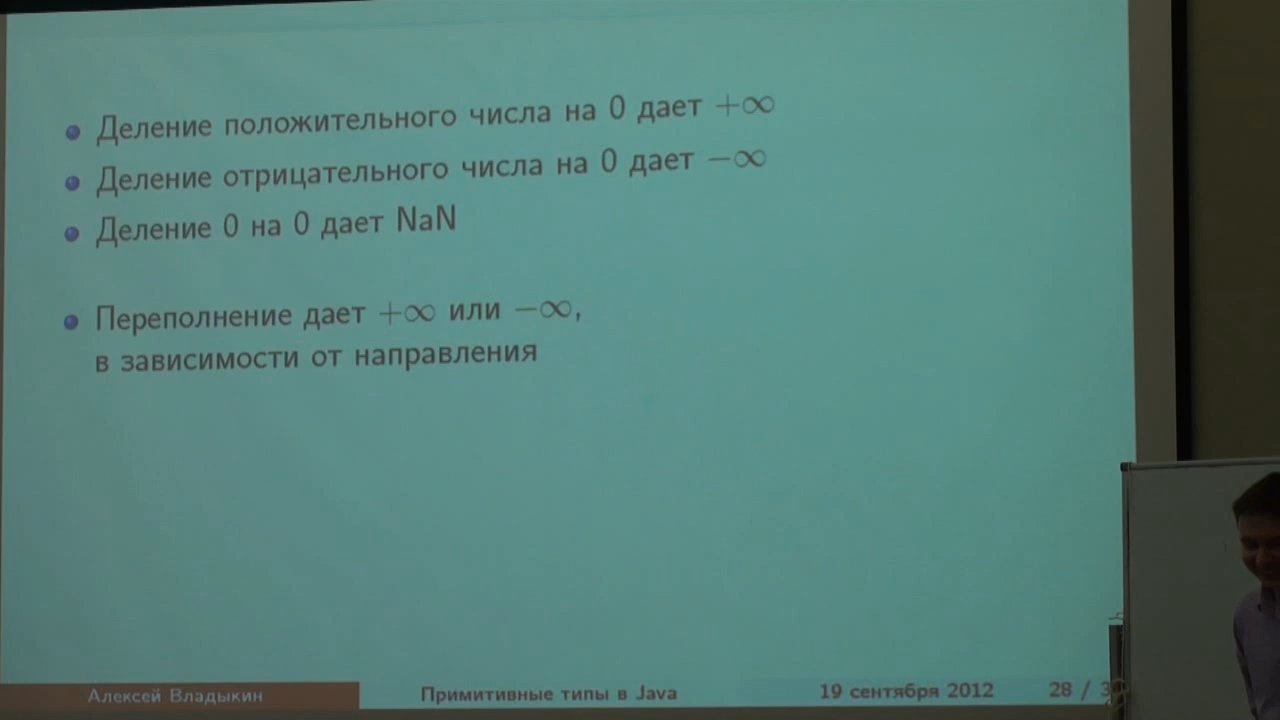 Деление положительного числа на 0 дает +∞
Деление отрицательного числа на 0 дает −∞
Деление 0 на 0 дает NaN
Переполнение дает +∞ или −∞,
в зависимости от направления
Алексей Владыкин
Примитивные типы в Java
19 сентября 2012
28 / 3